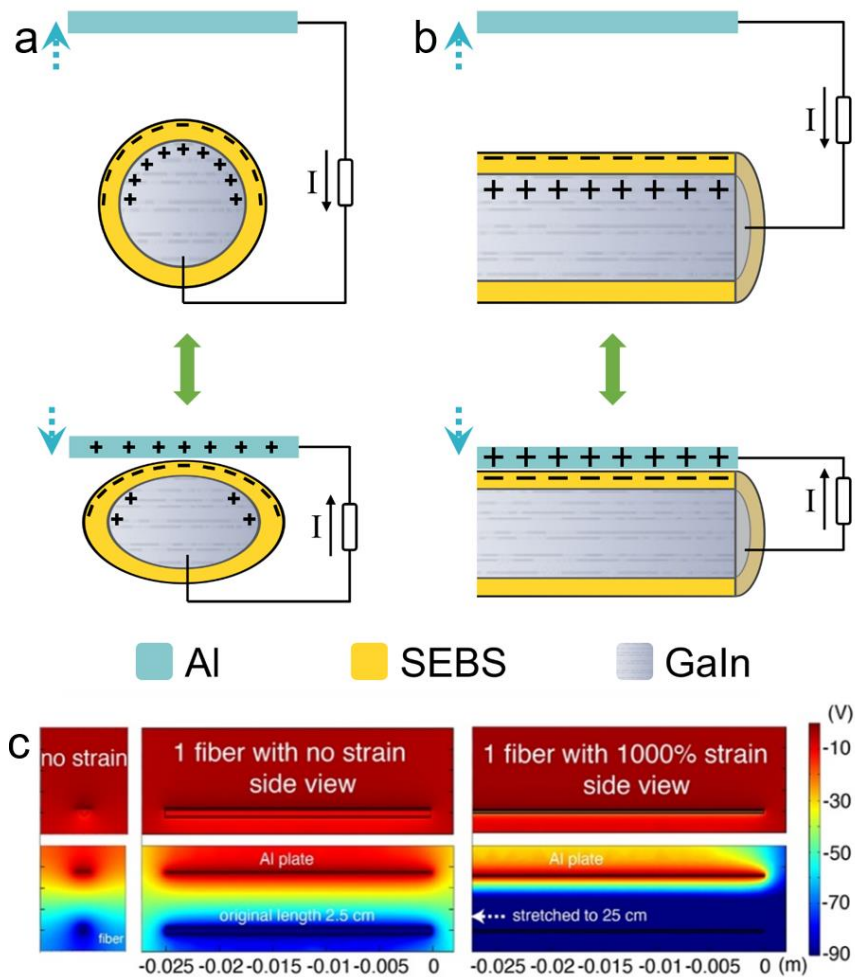 a
b
I
I
+ + + + + + + + +
+ + + + + + + +
+ + + + + + +
+ + + + + + + +
+ + + +
I
I
Al SEBS GaIn
c
(V)
no strain
1 fiber with no strain
side view
1 fiber with 1000% strain
side view
-10
-30
-50
-70
-90
Al plate
Al plate
original length 2.5 cm
stretched to 25 cm
fiber
-0.025 -0.02 -0.015 -0.01 -0.005 0
-0.025 -0.02 -0.015 -0.01 -0.005 0 (m)